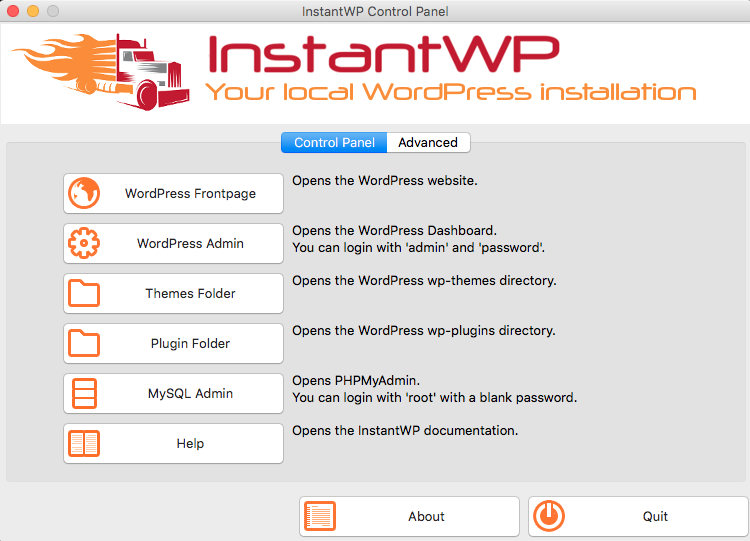 InstantWP Control Panel
InstantWP
Your local WordPress installation
Control Panel
Advanced
WordPress Frontpage
Opens the WordPress website.
WordPress Admin
Opens the WordPress Dashboard.
You can login with 'admin' and 'password'.
Themes Folder
Opens the WordPress wp-themes directory.
Plugin Folder
Opens the WordPress wp-plugins directory.
MySQL Admin
Opens PHPMyAdmin.
You can login with 'root' with a blank password.
Help
Opens the InstantWP documentation.
About
Quit